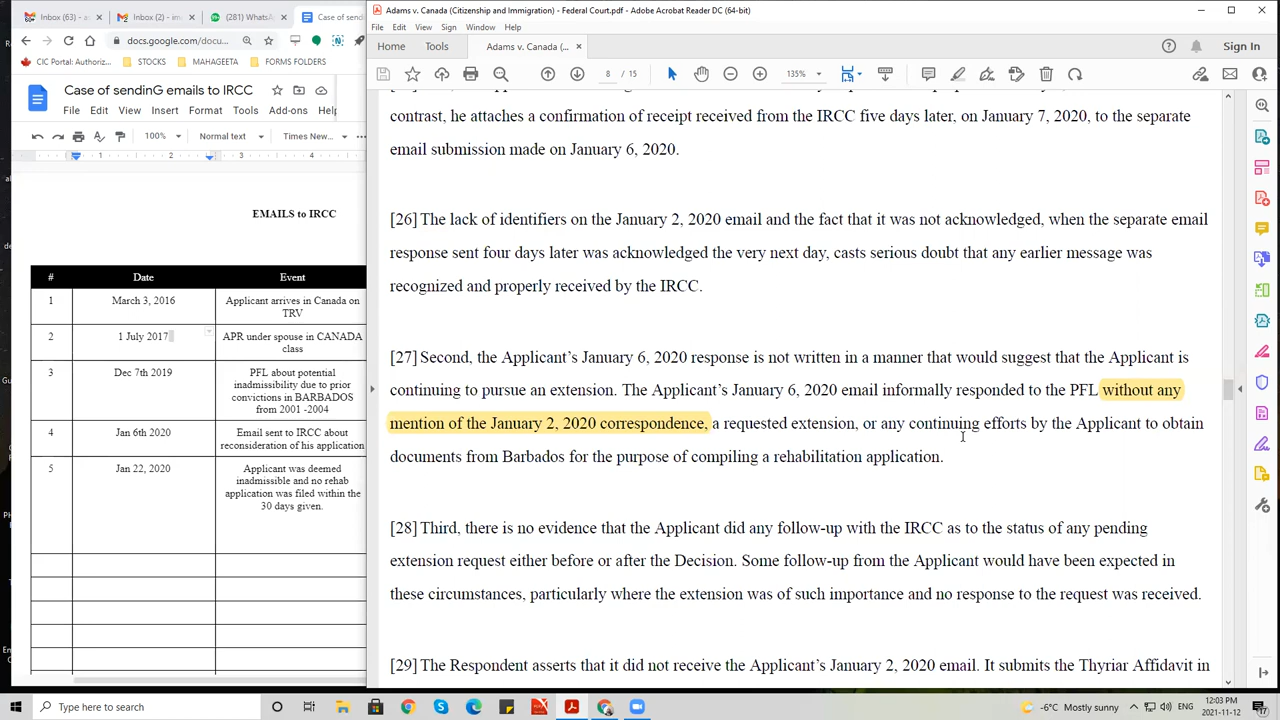 Inbox (63) - a
Inbox (2) - im
(281) WhatsA
Case of send
docs.google.com/docu...
CIC Portal: Authoriz...
STOCKS
MAHAGEETA
FORMS FOLDERS
Case of sendinG emails to IRCC
File Edit View Insert Format Tools Add-ons Help
100% Normal text Times New...
1 2 3 4
EMAILS to IRCC
# Date Event
1 March 3, 2016 Applicant arrives in Canada on
TRV
2 1 July 2017 APR under spouse in CANADA
class
3 Dec 7th 2019 PFL about potential
inadmissibility due to prior
convictions in BARBADOS
from 2001 -2004
4 Jan 6th 2020 Email sent to IRCC about
reconsideration of his application
5 Jan 22, 2020 Applicant was deemed
inadmissible and no rehab
application was filed within the
30 days given.
Adams v. Canada (Citizenship and Immigration) - Federal Court.pdf - Adobe Acrobat Reader DC (64-bit)
File Edit View Sign Window Help
Home Tools Adams v. Canada (... Sign In
8 / 15 135%
contrast, he attaches a confirmation of receipt received from the IRCC five days later, on January 7, 2020, to the separate
email submission made on January 6, 2020.
[26] The lack of identifiers on the January 2, 2020 email and the fact that it was not acknowledged, when the separate email
response sent four days later was acknowledged the very next day, casts serious doubt that any earlier message was
recognized and properly received by the IRCC.
[27] Second, the Applicant's January 6, 2020 response is not written in a manner that would suggest that the Applicant is
continuing to pursue an extension. The Applicant's January 6, 2020 email informally responded to the PFL without any
mention of the January 2, 2020 correspondence, a requested extension, or any continuing efforts by the Applicant to obtain
documents from Barbados for the purpose of compiling a rehabilitation application.
[28] Third, there is no evidence that the Applicant did any follow-up with the IRCC as to the status of any pending
extension request either before or after the Decision. Some follow-up from the Applicant would have been expected in
these circumstances, particularly where the extension was of such importance and no response to the request was received.
[29] The Respondent asserts that it did not receive the Applicant's January 2, 2020 email. It submits the Thyriar Affidavit in
Type here to search
-6°C Mostly sunny
ENG
12:03 PM
2021-11-12
17